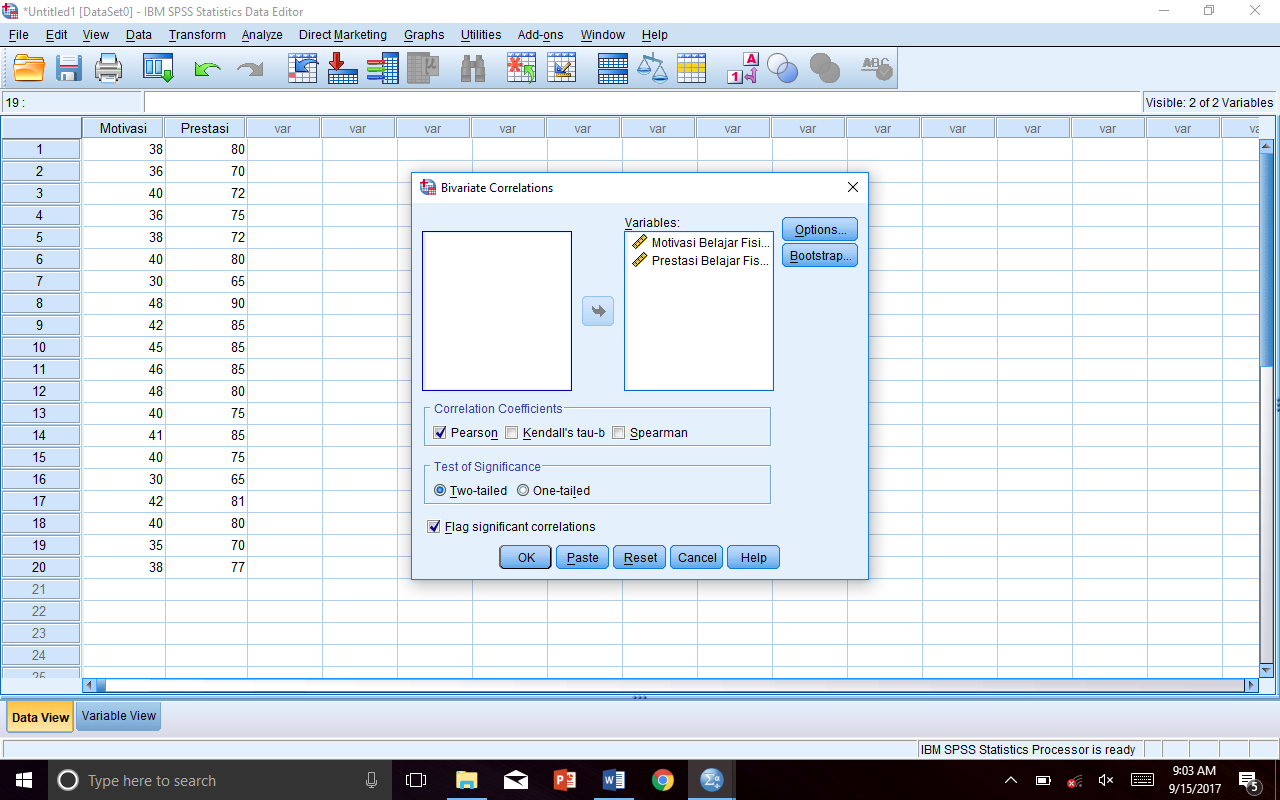 *Untitled1 [DataSet0] - IBM SPSS Statistics Data Editor
File Edit View Data Transform Analyze Direct Marketing Graphs Utilities Add-ons Window Help
19 :
Visible: 2 of 2 Variables
Motivasi Prestasi var var var var var var var var var var var var var
1 38 80
2 36 70
3 40 72
4 36 75
5 38 72
6 40 80
7 30 65
8 48 90
9 42 85
10 45 85
11 46 85
12 48 80
13 40 75
14 41 85
15 40 75
16 30 65
17 42 81
18 40 80
19 35 70
20 38 77
21
22
23
24
Bivariate Correlations
Variables:
Motivasi Belajar Fisi...
Prestasi Belajar Fis...
Options...
Bootstrap...
Correlation Coefficients
Pearson Kendall's tau-b Spearman
Test of Significance
Two-tailed One-tailed
Flag significant correlations
OK Paste Reset Cancel Help
Data View Variable View
IBM SPSS Statistics Processor is ready
Type here to search
9:03 AM
9/15/2017
5